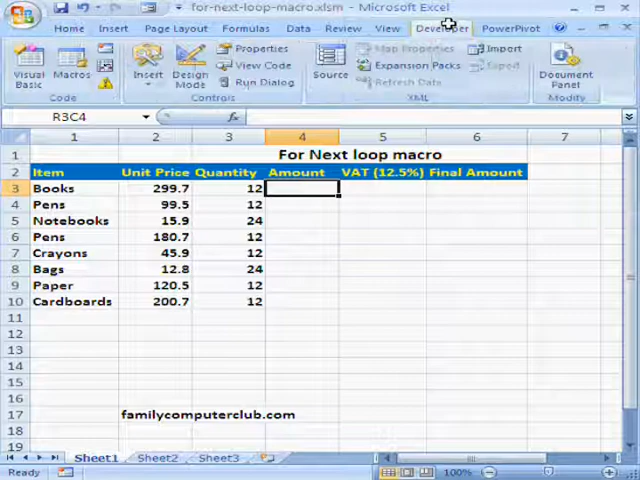 for-next-loop-macro.xlsm - Microsoft Excel
Home Insert Page Layout Formulas Data Review View Developer PowerPivot
Visual Basic Macros Insert Design Mode Properties View Code Run Dialog Source Map Properties Expansion Packs Refresh Data Import Export Document Panel
Code Controls XML Modify
R3C4 fx
1 2 3 4 5 6 7
1 For Next loop macro
2 Item Unit Price Quantity Amount VAT (12.5%) Final Amount
3 Books 299.7 12
4 Pens 99.5 12
5 Notebooks 15.9 24
6 Pens 180.7 12
7 Crayons 45.9 12
8 Bags 12.8 24
9 Paper 120.5 12
10 Cardboards 200.7 12
11
12
13
14
15
16
17 familycomputerclub.com
18
19
Sheet1 Sheet2 Sheet3
Ready 100%